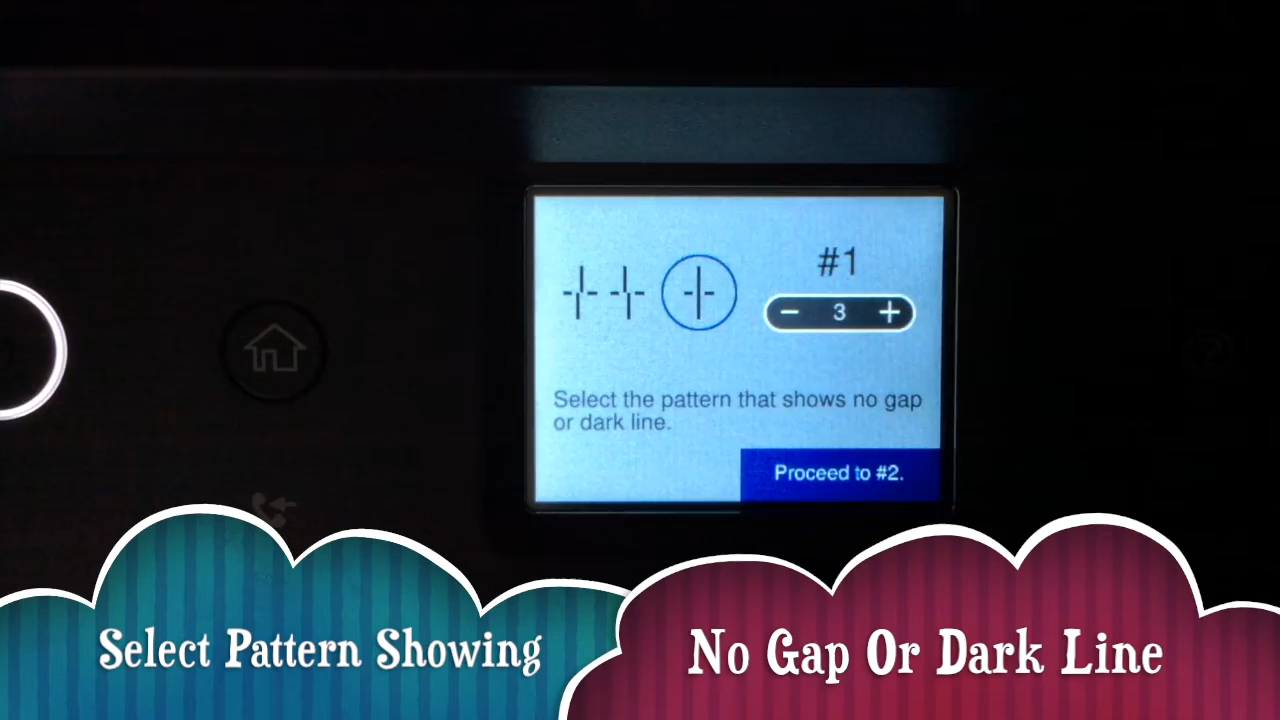 #1
− 3 +
Select the pattern that shows no gap
or dark line.
Proceed to #2.
Select Pattern Showing
No Gap Or Dark Line